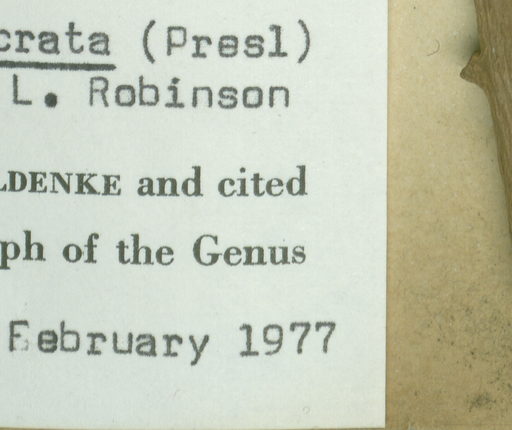 crata (Presl)
L. Robinson
LDENKE and cited
ph of the Genus
February 1977